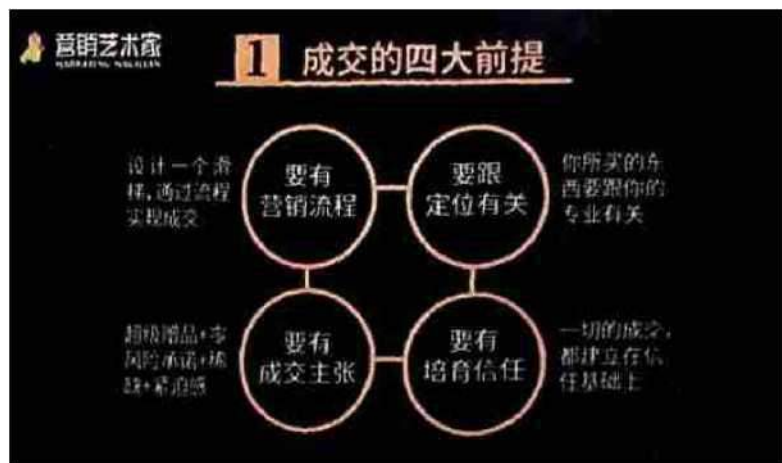 营销艺术家
1 成交的四大前提
设计一个滑
梯,通过流程
实现成交
要有
营销流程
要跟
定位有关
你所买的东
西要跟你的
专业有关
超级赠品+零
风险承诺+稀
缺+紧迫感
要有
成交主张
要有
培育信任
一切的成交,
都建立在信
任基础上